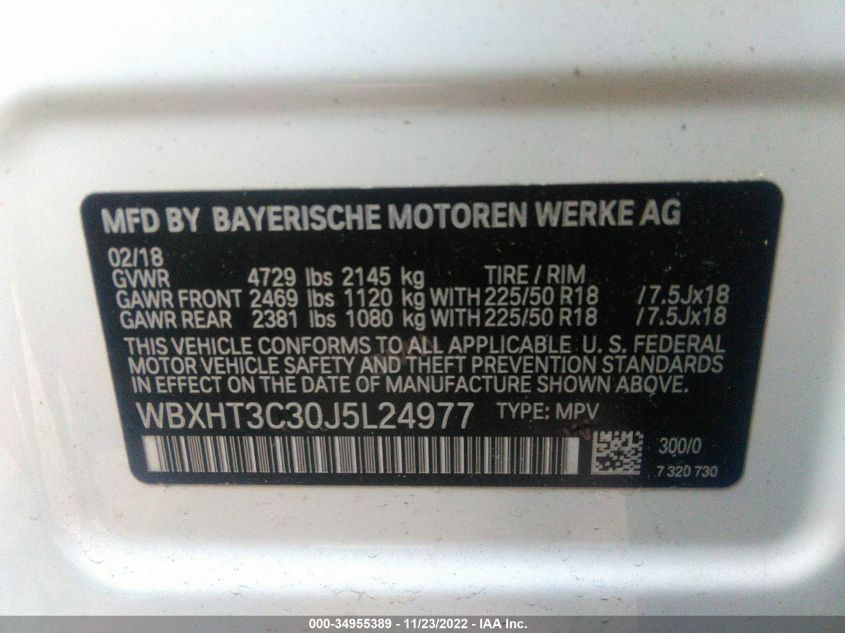 MFD BY BAYERISCHE MOTOREN WERKE AG
02/18
GVWR 4729 lbs 2145 kg TIRE / RIM
GAWR FRONT 2469 lbs 1120 kg WITH 225/50 R18 /7.5Jx18
GAWR REAR 2381 lbs 1080 kg WITH 225/50 R18 /7.5Jx18
THIS VEHICLE CONFORMS TO ALL APPLICABLE U. S. FEDERAL
MOTOR VEHICLE SAFETY AND THEFT PREVENTION STANDARDS
IN EFFECT ON THE DATE OF MANUFACTURE SHOWN ABOVE.
WBXHT3C30J5L24977 TYPE: MPV
300/0
7 320 730
000-34955389 - 11/23/2022 - IAA Inc.